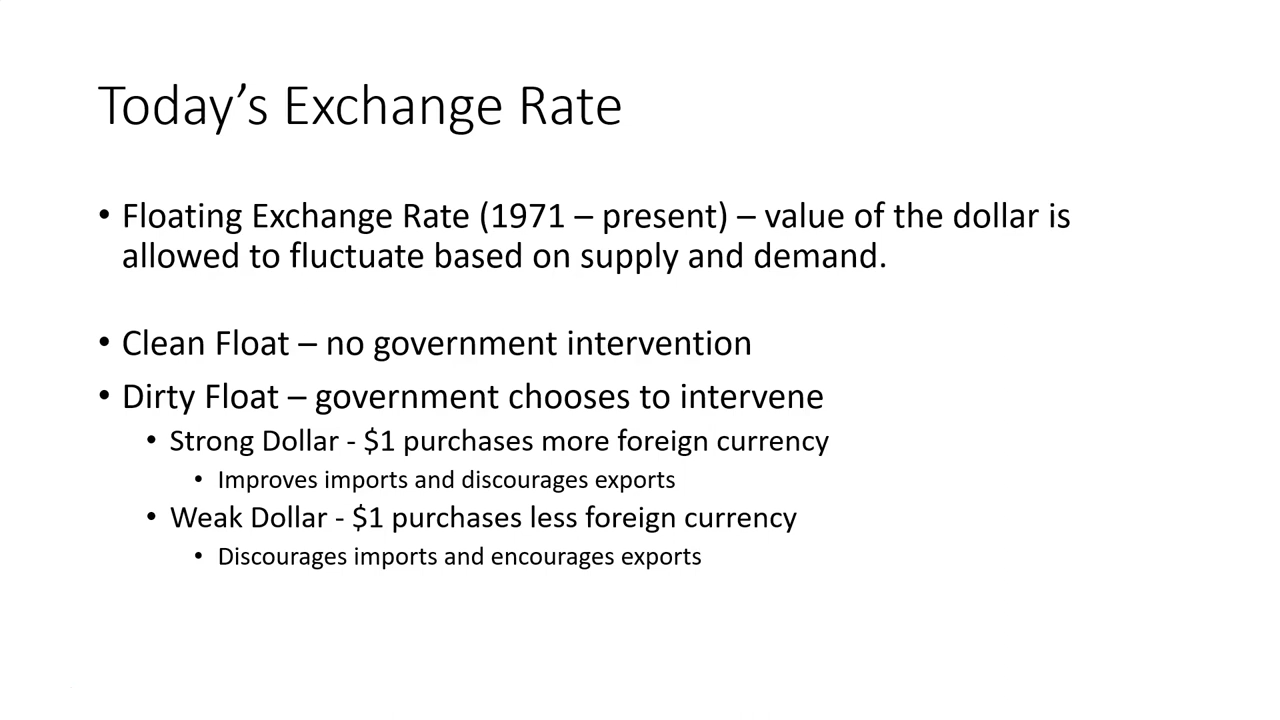 Today’s Exchange Rate
• Floating Exchange Rate (1971 – present) – value of the dollar is
allowed to fluctuate based on supply and demand.
• Clean Float – no government intervention
• Dirty Float – government chooses to intervene
• Strong Dollar - $1 purchases more foreign currency
• Improves imports and discourages exports
• Weak Dollar - $1 purchases less foreign currency
• Discourages imports and encourages exports